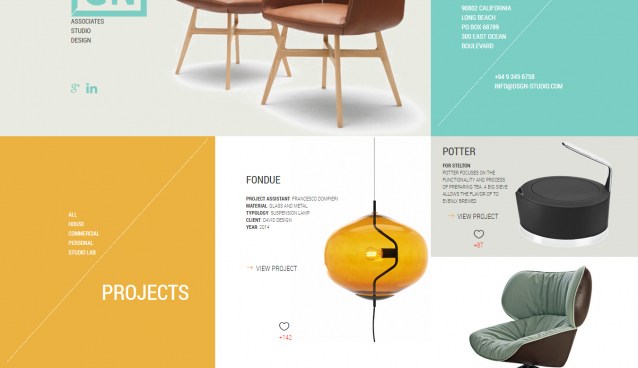 ASSOCIATES
STUDIO
DESIGN
g+ in
90802 CALIFORNIA
LONG BEACH
PO BOX 68789
300 EAST OCEAN
BOULEVARD
+64 9 345 6758
INFO@DSGN-STUDIO.COM
ALL
HOUSE
COMMERCIAL
PERSONAL
STUDIO LAB
PROJECTS
FONDUE
PROJECT ASSISTANT: FRANCESCO DOMPIERI
MATERIAL: GLASS AND METAL
TYPOLOGY: SUSPENSION LAMP
CLIENT: DAVID DESIGN
YEAR: 2014
→ VIEW PROJECT
+142
POTTER
FOR STELTON
POTTER FOCUSES ON THE
FUNCTIONALITY AND PROCESS
OF PREPARING TEA. A BIG SIEVE
ALLOWS THE FLAVOR OF TO
EVENLY BREWED.
→ VIEW PROJECT
+87